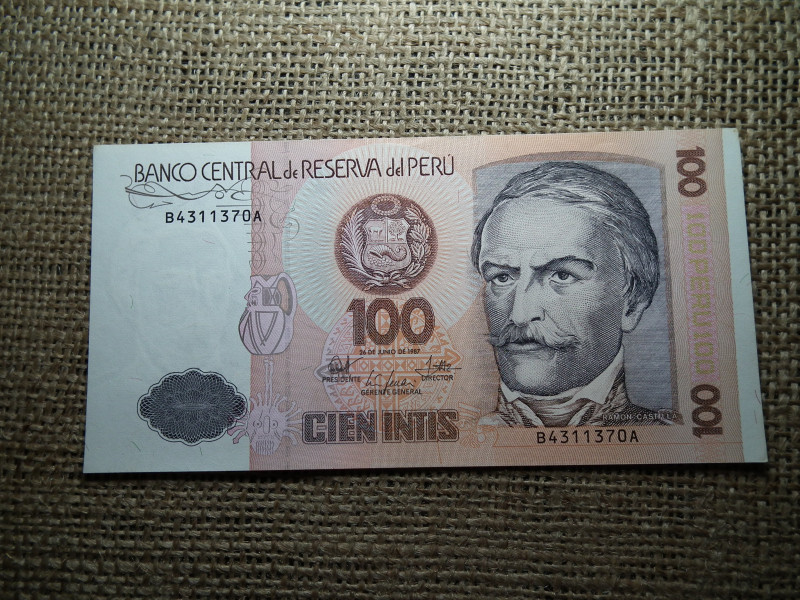 BANCO CENTRAL de RESERVA del PERÚ
B4311370A
100
100
26 DE JUNIO DE 1987
PRESIDENTE
DIRECTOR
GERENTE GENERAL
CIEN INTIS
RAMON CASTILLA
B4311370A
100